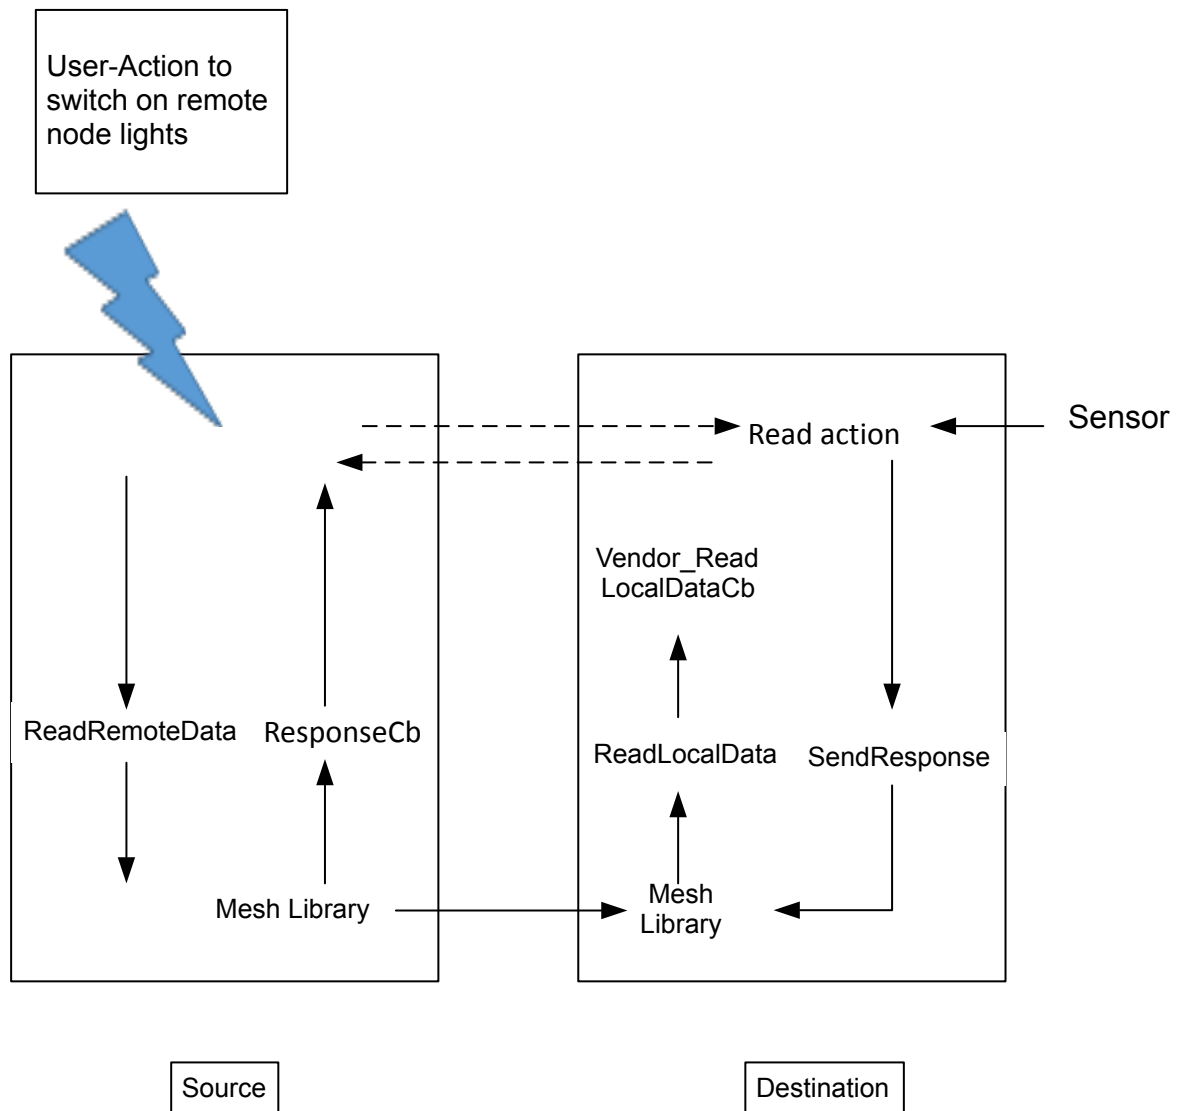 User-Action to
switch on remote
node lights
Sensor
Read action
Vendor_Read
LocalDataCb
ReadRemoteData
ResponseCb
ReadLocalData
SendResponse
Mesh Library
Mesh
Library
Source
Destination